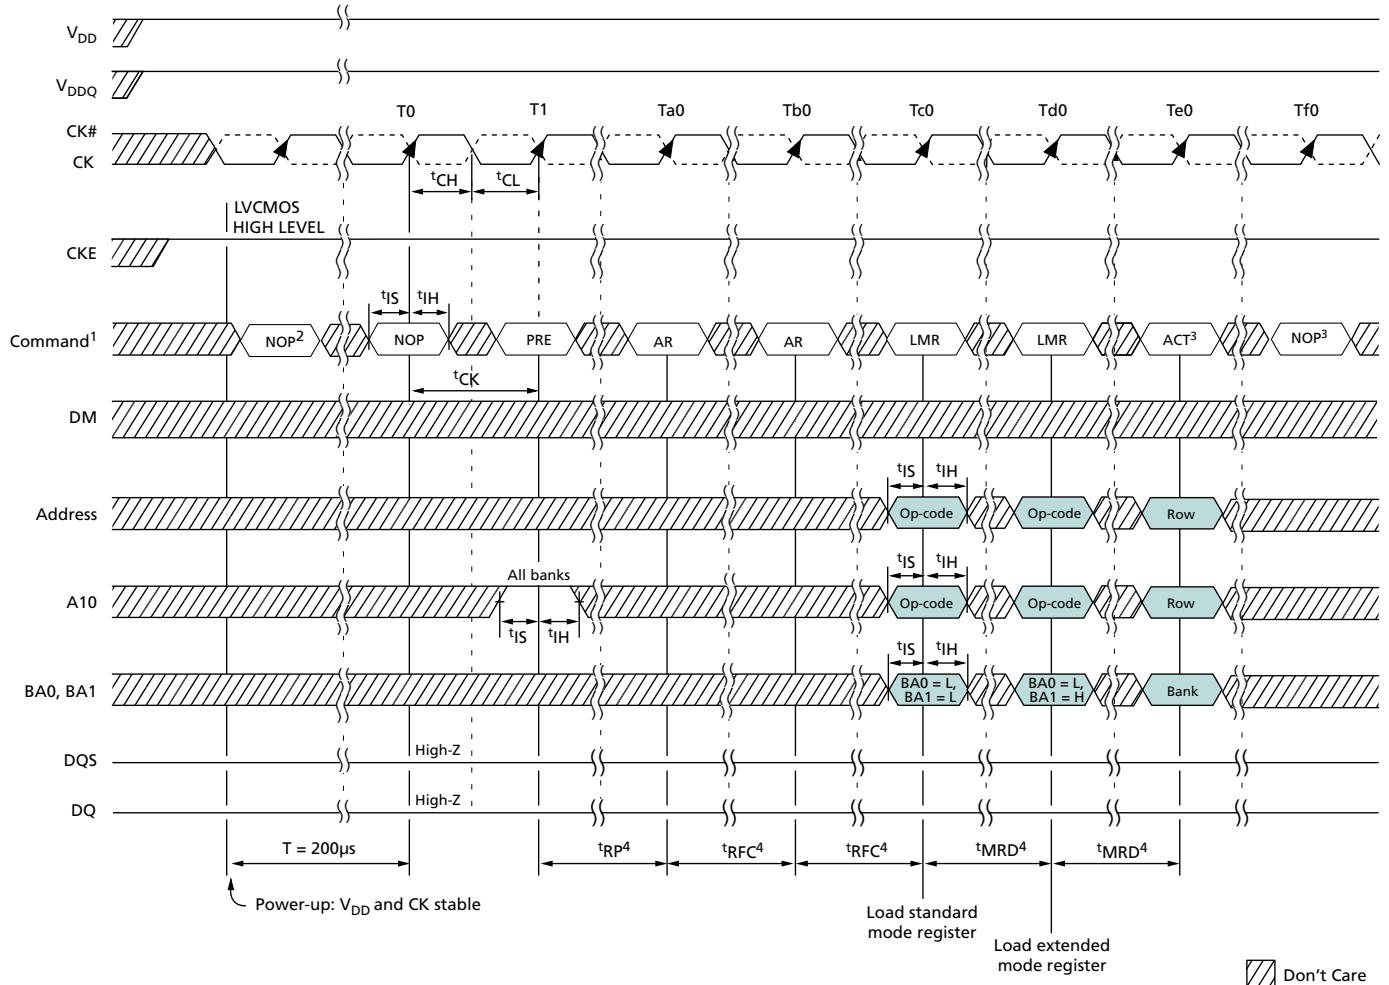 V_DD
V_DDQ
T0 T1 Ta0 Tb0 Tc0 Td0 Te0 Tf0
CK#
CK
ᵗCH ᵗCL
LVCMOS
HIGH LEVEL
CKE
ᵗIS ᵗIH
Command¹ NOP² NOP PRE AR AR LMR LMR ACT³ NOP³
ᵗCK
DM
ᵗIS ᵗIH
Address Op-code Op-code Row
All banks ᵗIS ᵗIH
A10 Op-code Op-code Row
ᵗIS ᵗIH
ᵗIS ᵗIH
BA0, BA1 BA0 = L, BA1 = L BA0 = L, BA1 = H Bank
High-Z
DQS
High-Z
DQ
T = 200µs ᵗRP⁴ ᵗRFC⁴ ᵗRFC⁴ ᵗMRD⁴ ᵗMRD⁴
Power-up: V_DD and CK stable
Load standard
mode register
Load extended
mode register
Don't Care